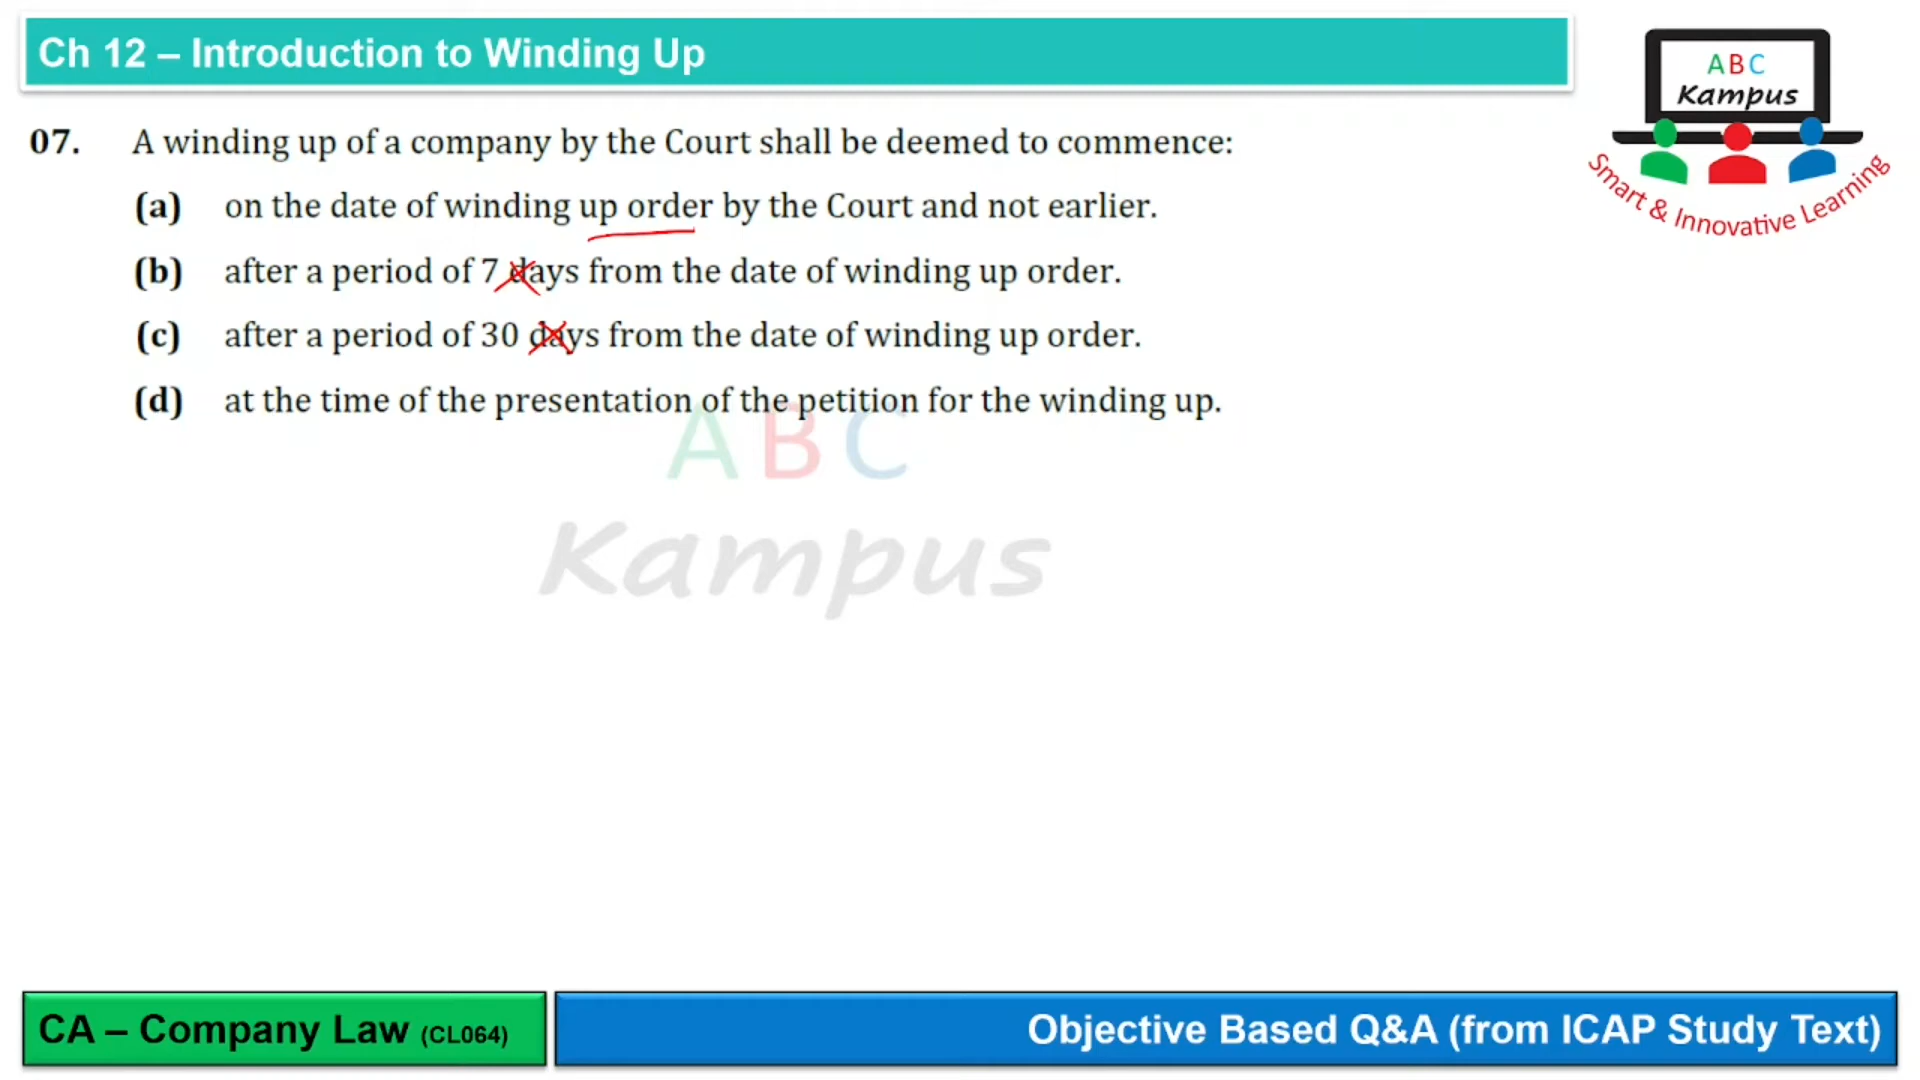 Ch 12 – Introduction to Winding Up
ABC
Kampus
Smart & Innovative Learning
07. A winding up of a company by the Court shall be deemed to commence:
(a) on the date of winding up order by the Court and not earlier.
(b) after a period of 7 days from the date of winding up order.
(c) after a period of 30 days from the date of winding up order.
(d) at the time of the presentation of the petition for the winding up.
ABC
Kampus
CA – Company Law (CL064)
Objective Based Q&A (from ICAP Study Text)